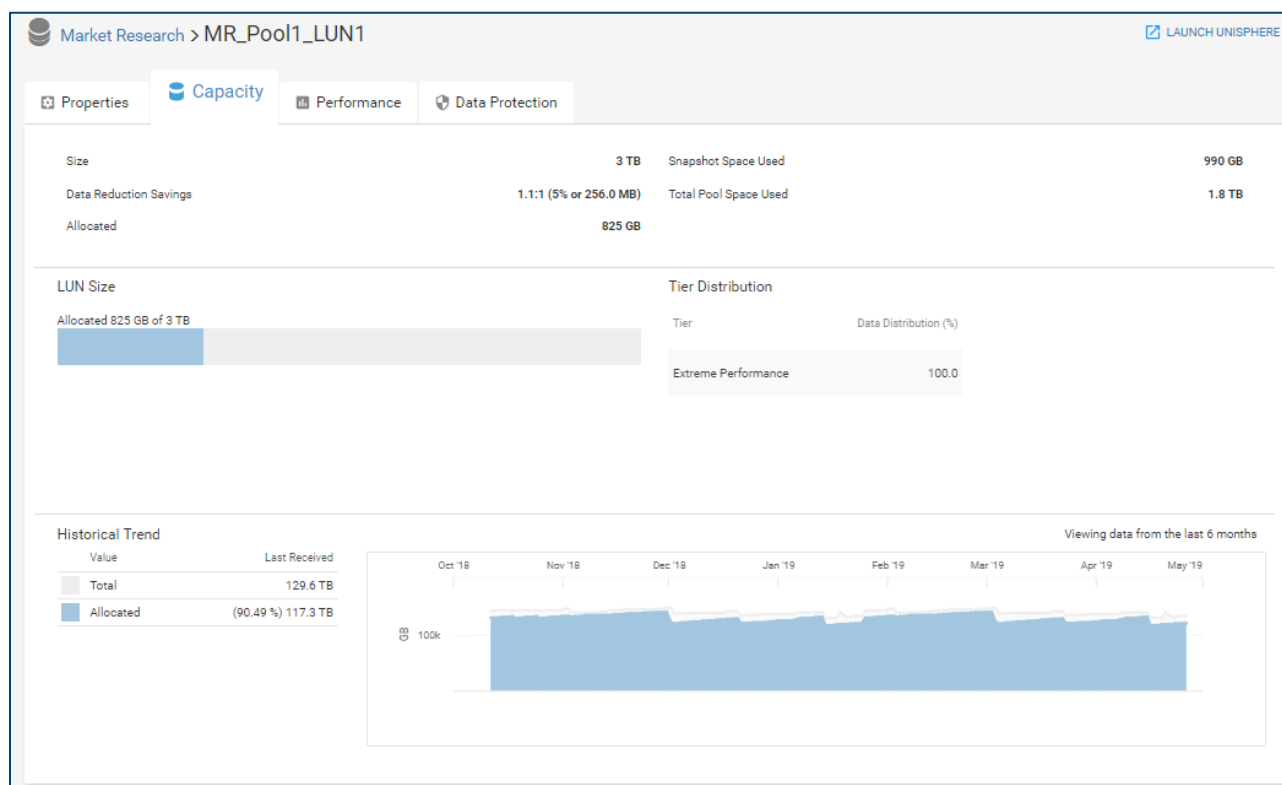 Market Research > MR_Pool1_LUN1
LAUNCH UNISPHERE
Properties
Capacity
Performance
Data Protection
Size 3 TB
Snapshot Space Used 990 GB
Data Reduction Savings 1.1:1 (5% or 256.0 MB)
Total Pool Space Used 1.8 TB
Allocated 825 GB
LUN Size
Allocated 825 GB of 3 TB
Tier Distribution
Tier Data Distribution (%)
Extreme Performance 100.0
Historical Trend
Viewing data from the last 6 months
Value Last Received
Total 129.6 TB
Allocated (90.49 %) 117.3 TB
Oct '18 Nov '18 Dec '18 Jan '19 Feb '19 Mar '19 Apr '19 May '19
GB 100k